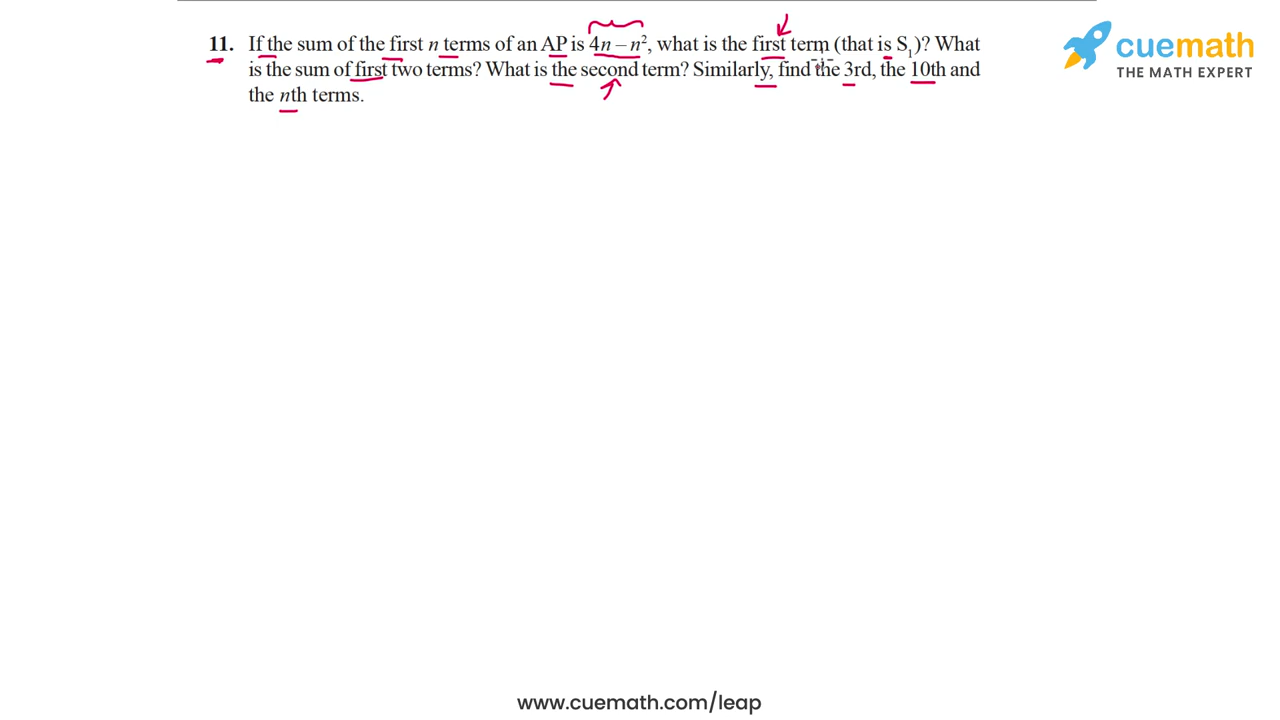 11. If the sum of the first n terms of an AP is 4n – n², what is the first term (that is S₁)? What
is the sum of first two terms? What is the second term? Similarly, find the 3rd, the 10th and
the nth terms.
cuemath
THE MATH EXPERT
www.cuemath.com/leap